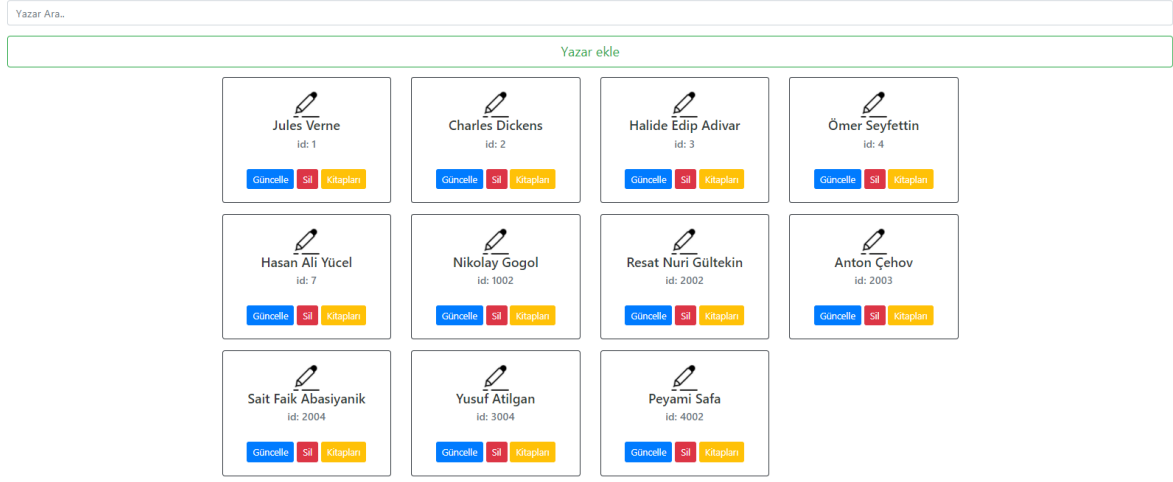 Yazar Ara..
Yazar ekle
Jules Verne
id: 1
Güncelle Sil Kitapları
Charles Dickens
id: 2
Güncelle Sil Kitapları
Halide Edip Adivar
id: 3
Güncelle Sil Kitapları
Ömer Seyfettin
id: 4
Güncelle Sil Kitapları
Hasan Ali Yücel
id: 7
Güncelle Sil Kitapları
Nikolay Gogol
id: 1002
Güncelle Sil Kitapları
Resat Nuri Gültekin
id: 2002
Güncelle Sil Kitapları
Anton Çehov
id: 2003
Güncelle Sil Kitapları
Sait Faik Abasiyanik
id: 2004
Güncelle Sil Kitapları
Yusuf Atilgan
id: 3004
Güncelle Sil Kitapları
Peyami Safa
id: 4002
Güncelle Sil Kitapları